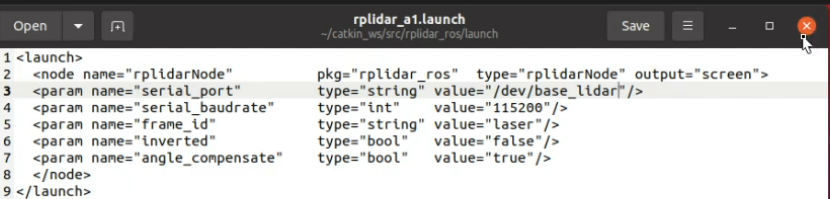 Open
rplidar_a1.launch
~/catkin_ws/src/rplidar_ros/launch
Save
1 <launch>
2   <node name="rplidarNode"          pkg="rplidar_ros"  type="rplidarNode" output="screen">
3   <param name="serial_port"         type="string" value="/dev/base_lidar"/>
4   <param name="serial_baudrate"     type="int"    value="115200"/>
5   <param name="frame_id"            type="string" value="laser"/>
6   <param name="inverted"            type="bool"   value="false"/>
7   <param name="angle_compensate"    type="bool"   value="true"/>
8   </node>
9 </launch>